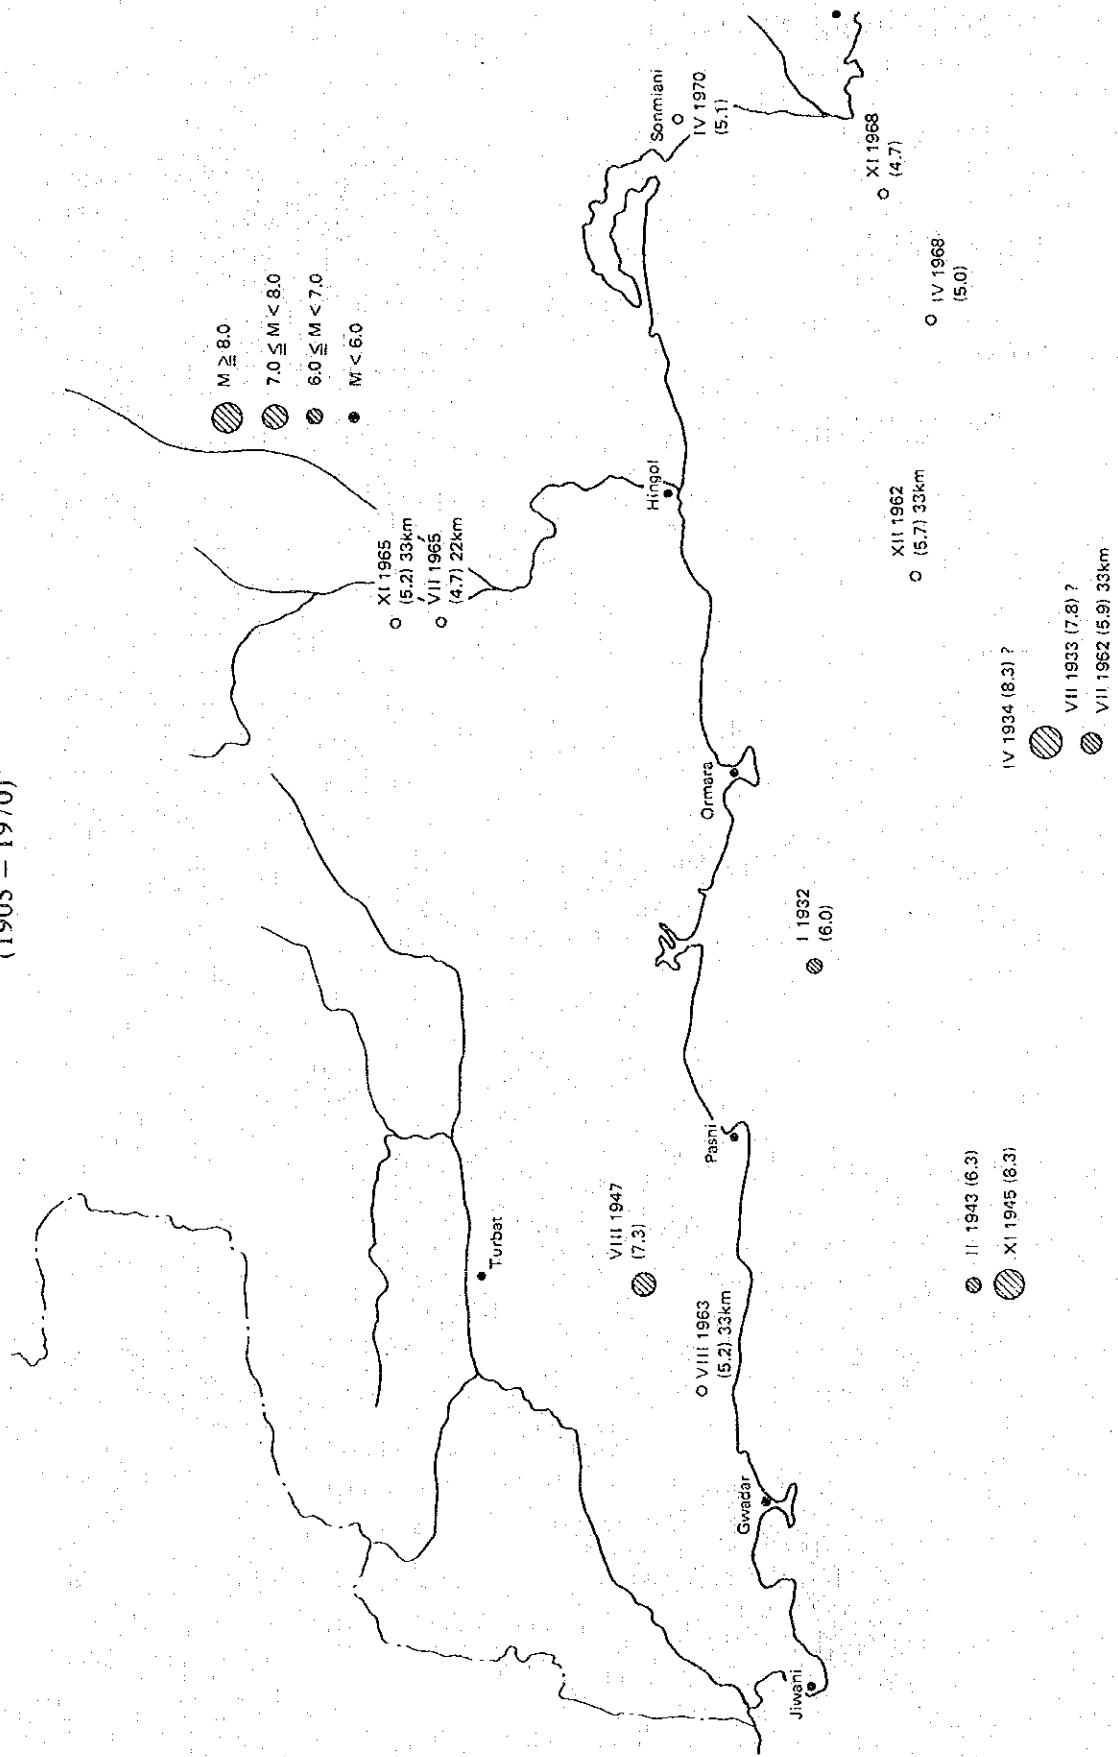 – 1970)
M ≧ 8.0
7.0 ≦ M < 8.0
6.0 ≦ M < 7.0
M < 6.0
XI 1965
(5.2) 33km
VII 1965
(4.7) 22km
Turbat
Sonmiani
IV 1970
(5.1)
Hingol
VIII 1947
(7.3)
VIII 1963
(5.2) 33km
Ormara
Pasni
Gwadar
Jiwani
I 1932
(6.0)
XI 1968
(4.7)
IV 1968
(5.0)
XII 1962
(5.7) 33km
II 1943 (6.3)
XI 1945 (8.3)
IV 1934 (8.3) ?
VII 1933 (7.8) ?
VII 1962 (5.9) 33km